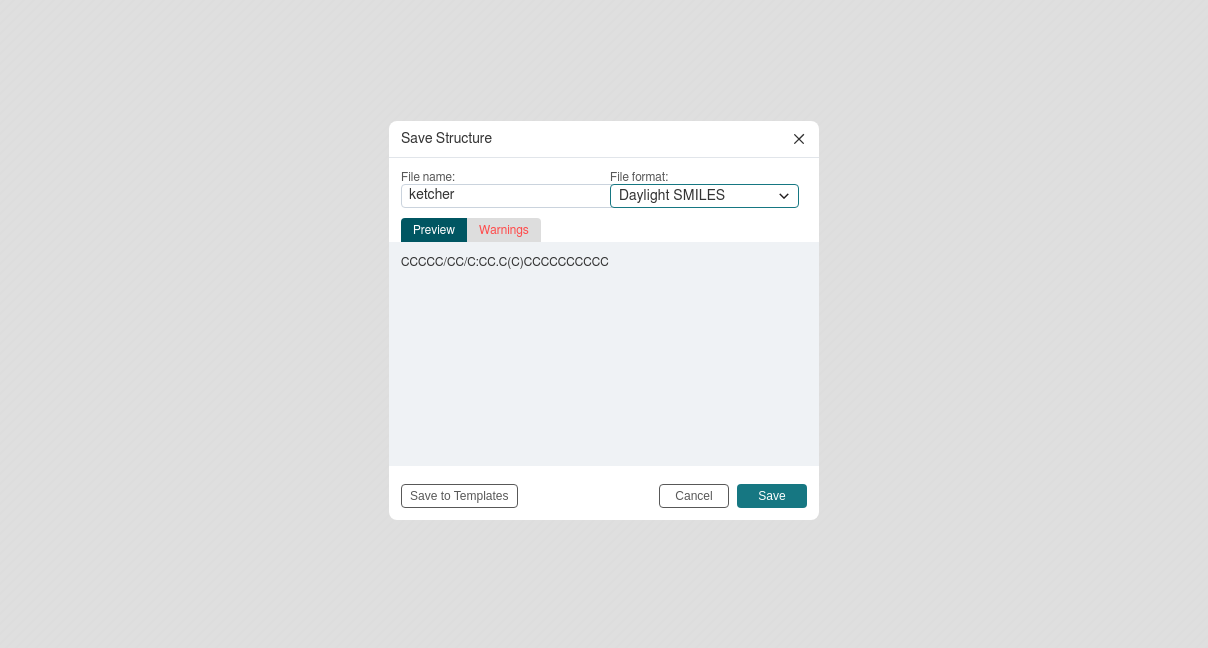 Save Structure
File name:
File format:
ketcher
Daylight SMILES
Preview
Warnings
CCCCC/CC/C:CC.C(C)CCCCCCCCCC
Save to Templates
Cancel
Save